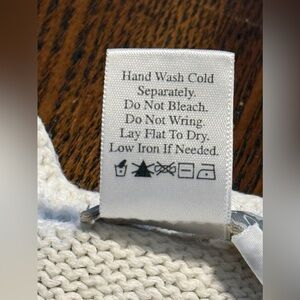 Hand Wash Cold
Separately.
Do Not Bleach.
Do Not Wring.
Lay Flat To Dry.
Low Iron If Needed.